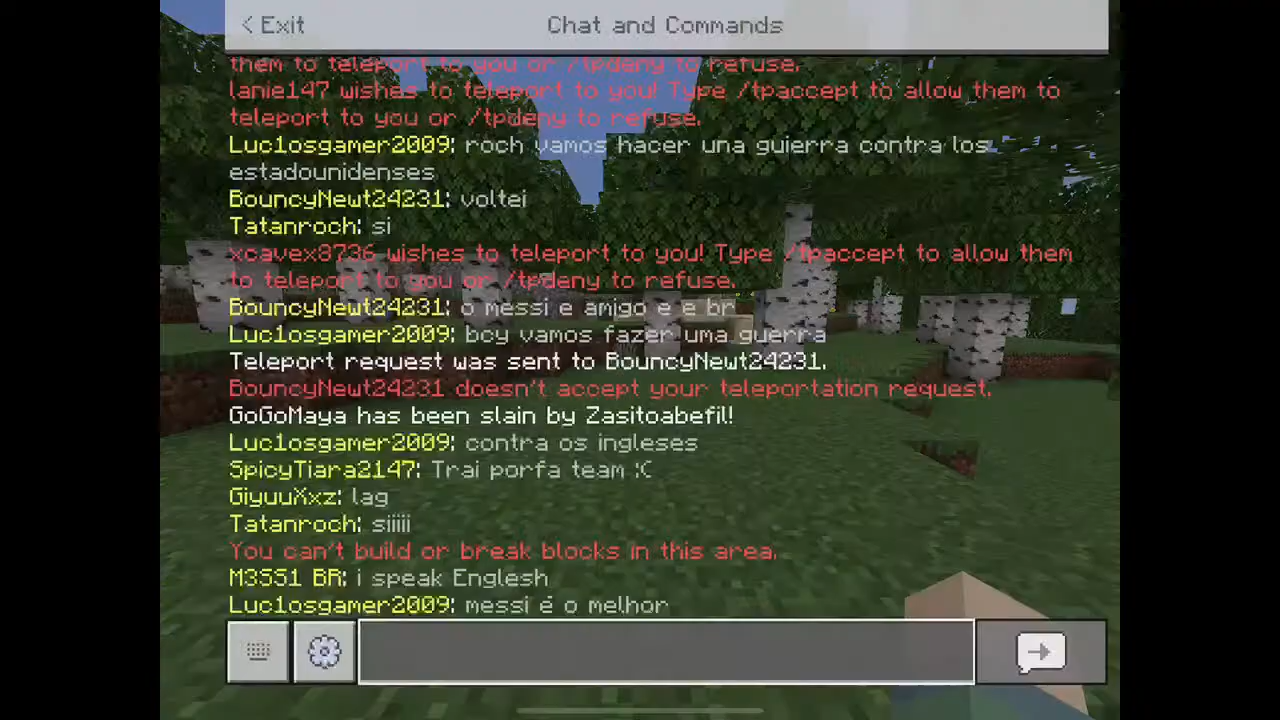 Exit
Chat and Commands
them to teleport to you or /tpdeny to refuse.
lanie147 wishes to teleport to you! Type /tpaccept to allow them to
teleport to you or /tpdeny to refuse.
Luc1osgamer2009: roch vamos hacer una guierra contra los
estadounidenses
BouncyNewt24231: voltei
Tatanroch: si
xcavex8736 wishes to teleport to you! Type /tpaccept to allow them
to teleport to you or /tpdeny to refuse.
BouncyNewt24231: o messi e amigo e e br
Luc1osgamer2009: bcy vamos fazer uma guerra
Teleport request was sent to BouncyNewt24231.
BouncyNewt24231 doesn't accept your teleportation request.
GoGoMaya has been slain by Zasitoabefil!
Luc1osgamer2009: contra os ingleses
SpicyTiara2147: Trai porfa team :C
GiyuuXxz: lag
Tatanroch: siiiii
You can't build or break blocks in this area.
M3551 BR: i speak Englesh
Luc1osgamer2009: messi é o melhor